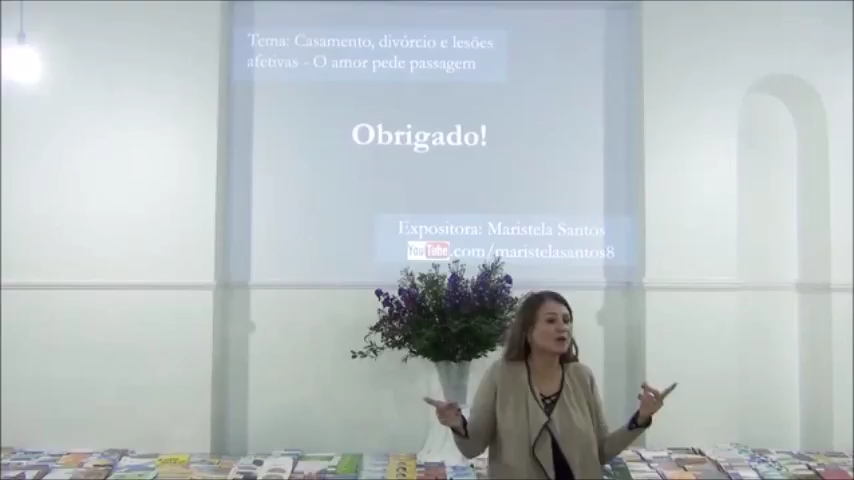 Tema: Casamento, divórcio e lesões
afetivas - O amor pede passagem
Obrigado!
Expositora: Maristela Santos
YouTube.com/maristelasantos8